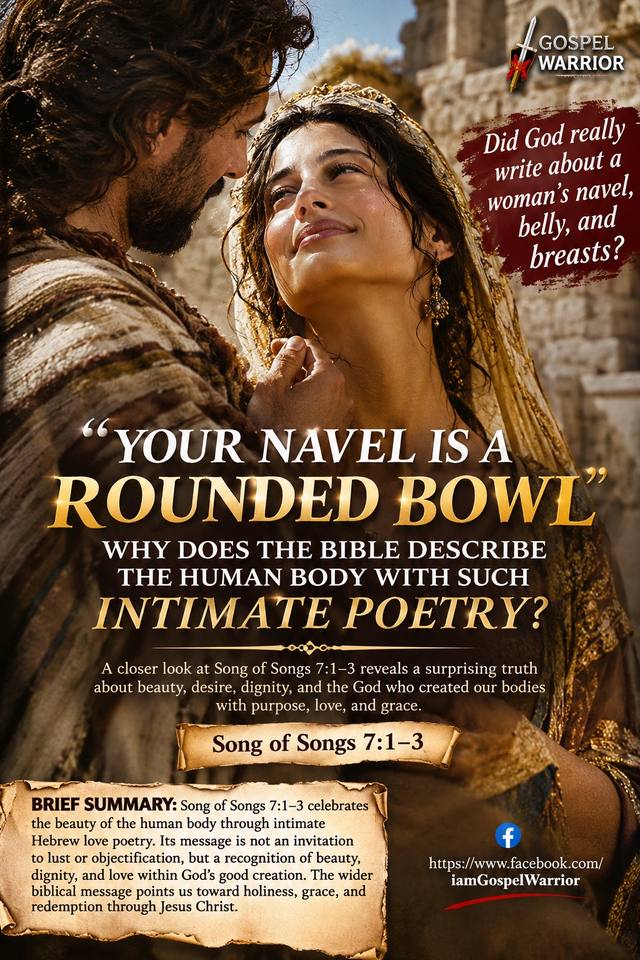 GOSPEL
WARRIOR
Did God really
write about a
woman's navel,
belly, and
breasts?
“YOUR NAVEL IS A
ROUNDED BOWL”
WHY DOES THE BIBLE DESCRIBE
THE HUMAN BODY WITH SUCH
INTIMATE POETRY?
A closer look at Song of Songs 7:1–3 reveals a surprising truth
about beauty, desire, dignity, and the God who created our bodies
with purpose, love, and grace.
Song of Songs 7:1–3
BRIEF SUMMARY: Song of Songs 7:1–3 celebrates
the beauty of the human body through intimate
Hebrew love poetry. Its message is not an invitation
to lust or objectification, but a recognition of beauty,
dignity, and love within God's good creation. The wider
biblical message points us toward holiness, grace, and
redemption through Jesus Christ.
https://www.facebook.com/
iamGospelWarrior